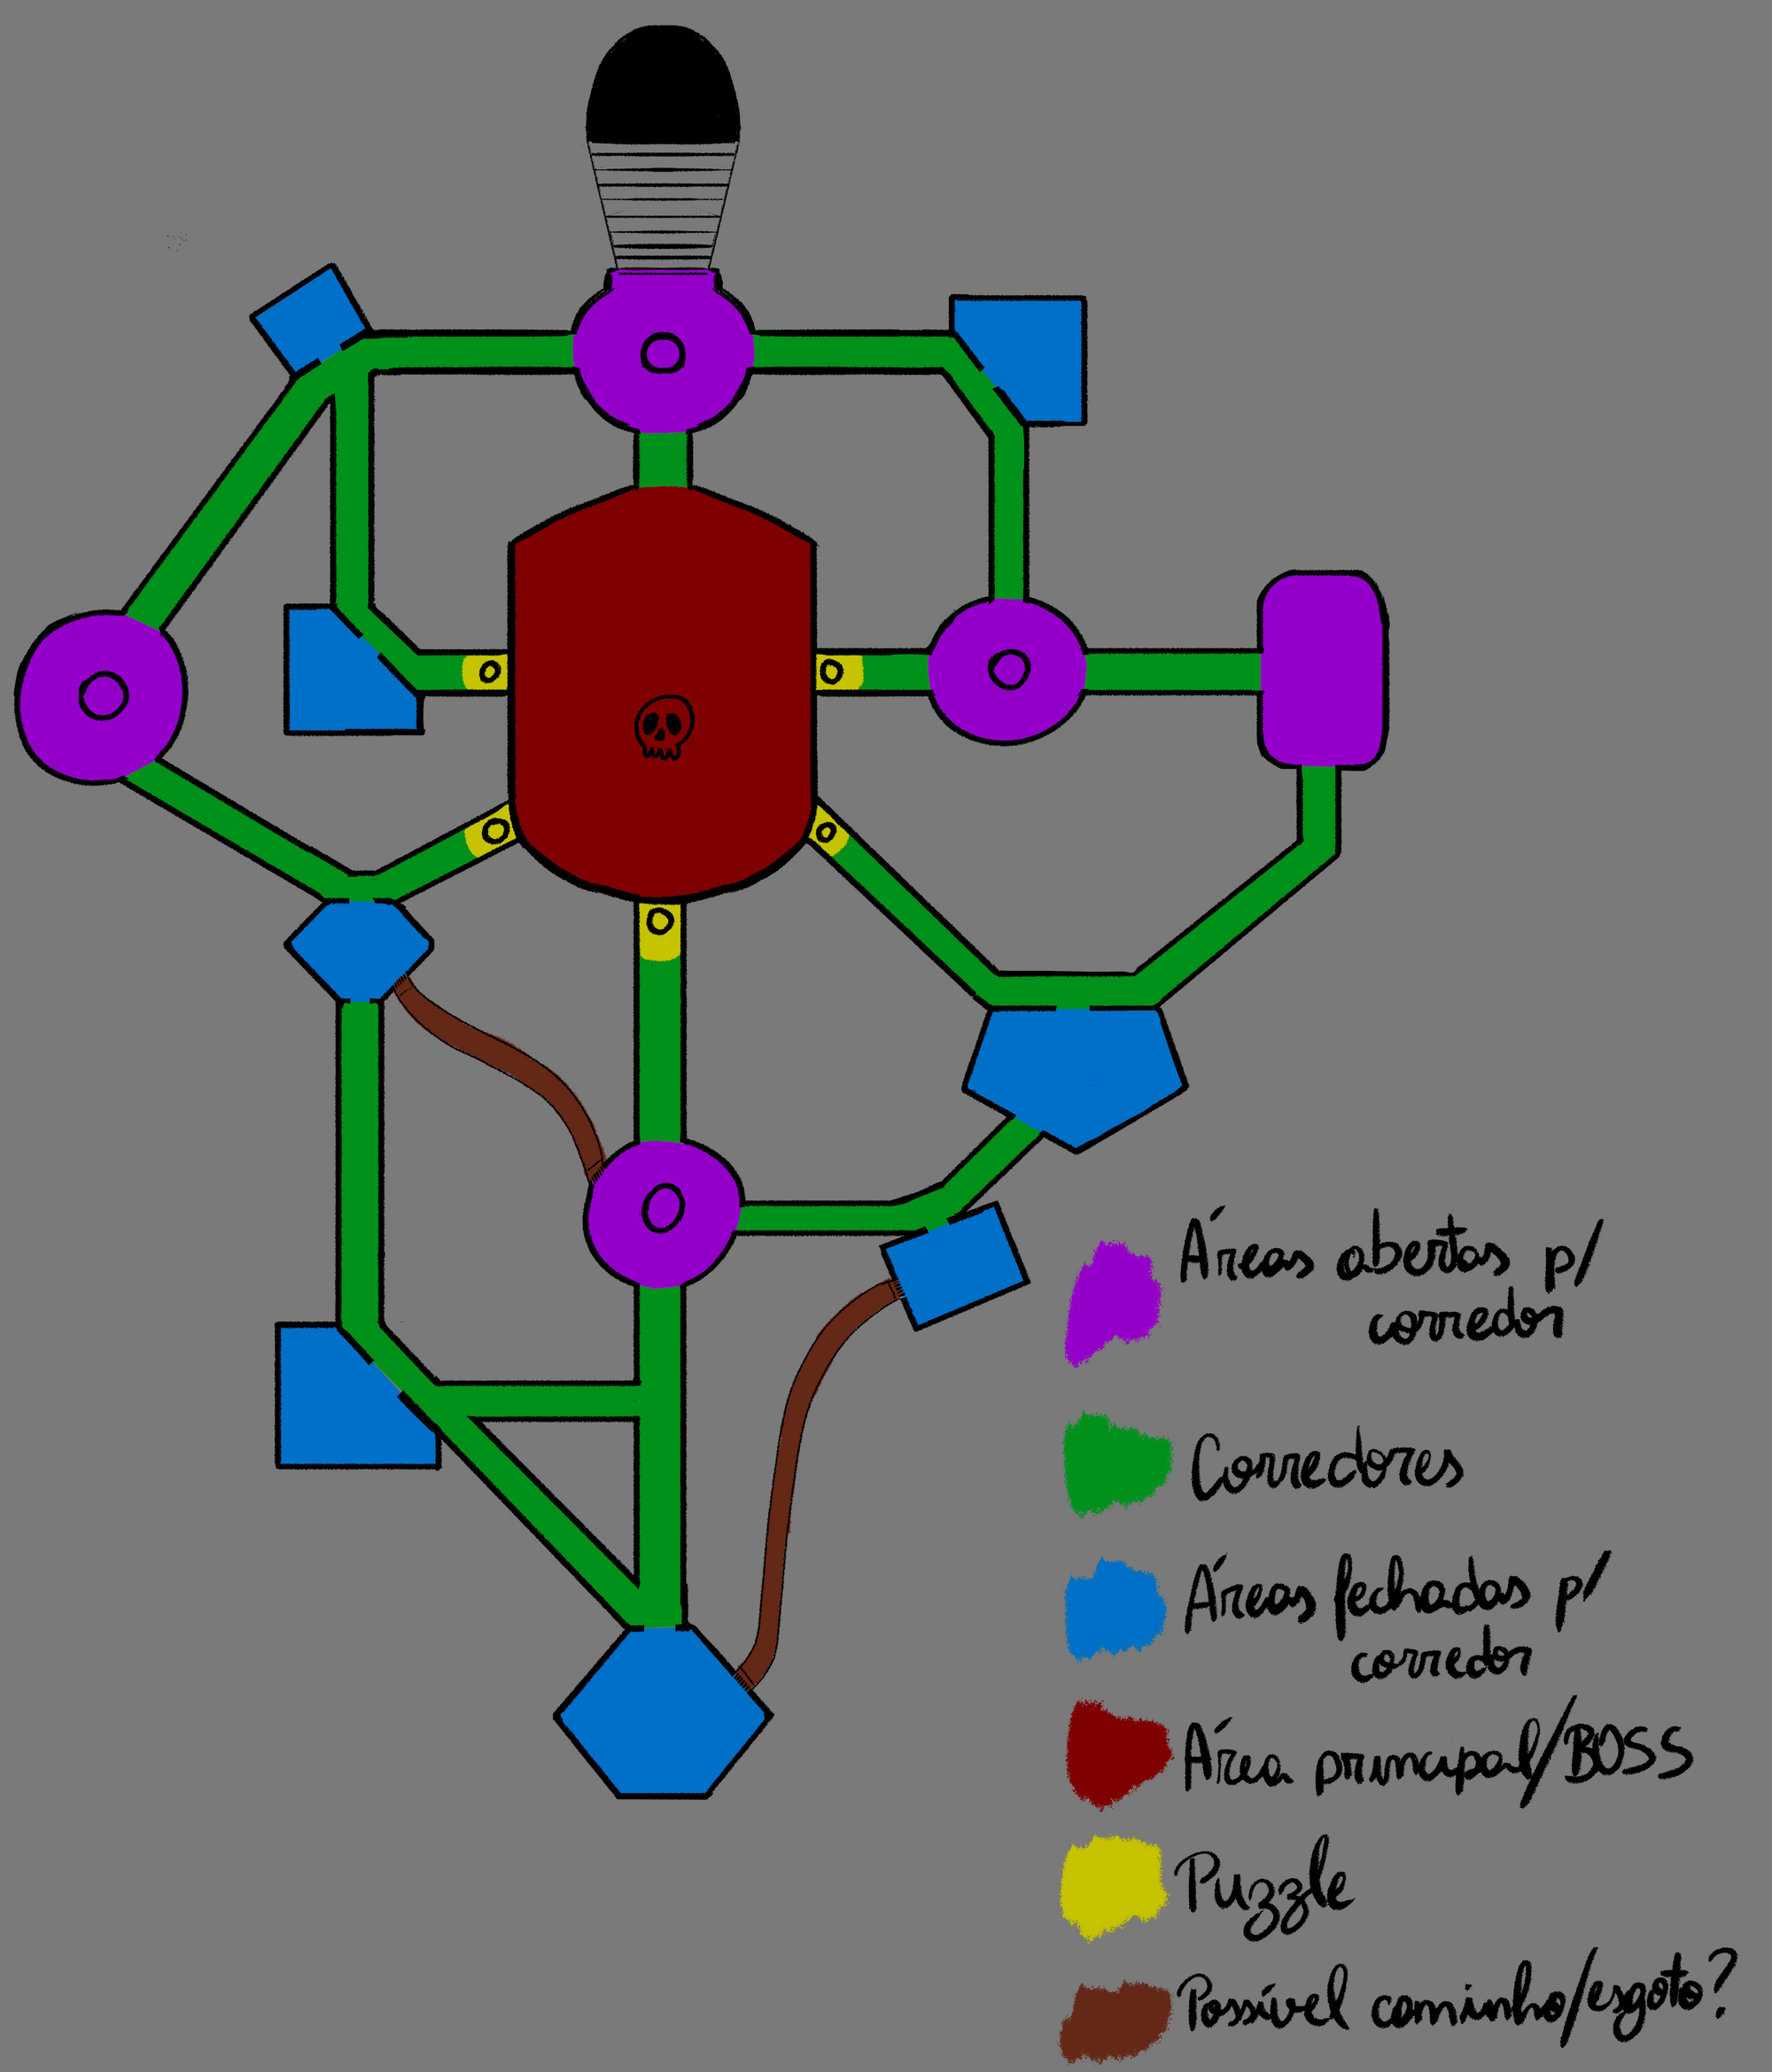 Áreas abertas p/
corredor
Corredores
Áreas fechadas p/
corredor
Área principal/BOSS
Puzzle
Possível caminho/esgoto?